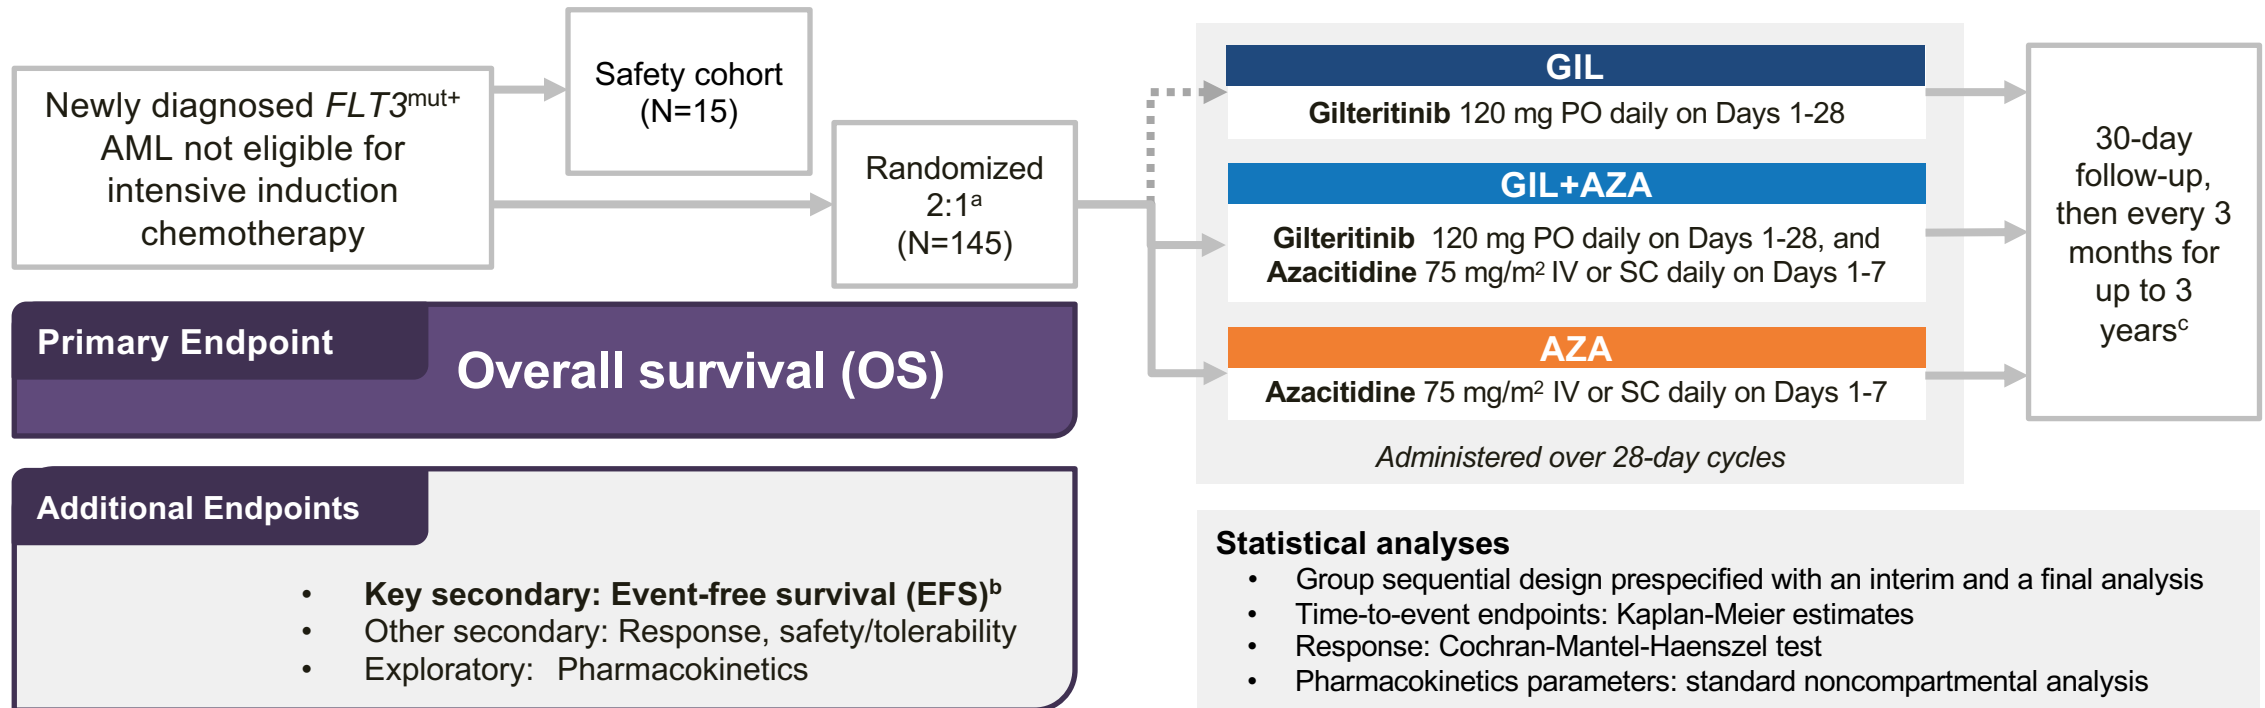 Newly diagnosed FLT3mut+
AML not eligible for
intensive induction
chemotherapy
Safety cohort
(N=15)
Randomized
2:1a
(N=145)
GIL
Gilteritinib 120 mg PO daily on Days 1-28
GIL+AZA
Gilteritinib 120 mg PO daily on Days 1-28, and
Azacitidine 75 mg/m2 IV or SC daily on Days 1-7
AZA
Azacitidine 75 mg/m2 IV or SC daily on Days 1-7
Administered over 28-day cycles
30-day
follow-up,
then every 3
months for
up to 3
yearsc
Primary Endpoint
Overall survival (OS)
Additional Endpoints
• Key secondary: Event-free survival (EFS)b
• Other secondary: Response, safety/tolerability
• Exploratory: Pharmacokinetics
Statistical analyses
• Group sequential design prespecified with an interim and a final analysis
• Time-to-event endpoints: Kaplan-Meier estimates
• Response: Cochran-Mantel-Haenszel test
• Pharmacokinetics parameters: standard noncompartmental analysis